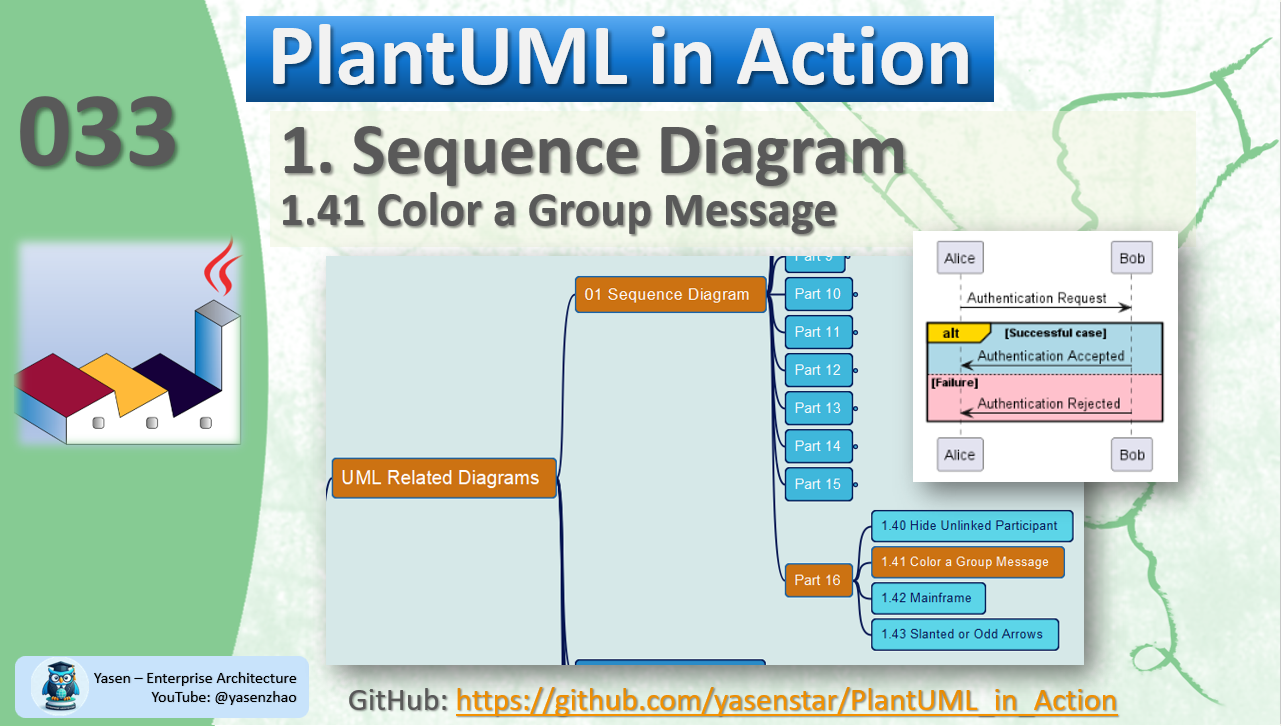 PlantUML in Action
033
1. Sequence Diagram
1.41 Color a Group Message
Part 9
01 Sequence Diagram
Part 10
Part 11
Part 12
Part 13
Part 14
Part 15
UML Related Diagrams
Part 16
1.40 Hide Unlinked Participant
1.41 Color a Group Message
1.42 Mainframe
1.43 Slanted or Odd Arrows
Alice
Bob
Authentication Request
alt
[Successful case]
Authentication Accepted
[Failure]
Authentication Rejected
Alice
Bob
Yasen – Enterprise Architecture
YouTube: @yasenzhao
GitHub: https://github.com/yasenstar/PlantUML_in_Action